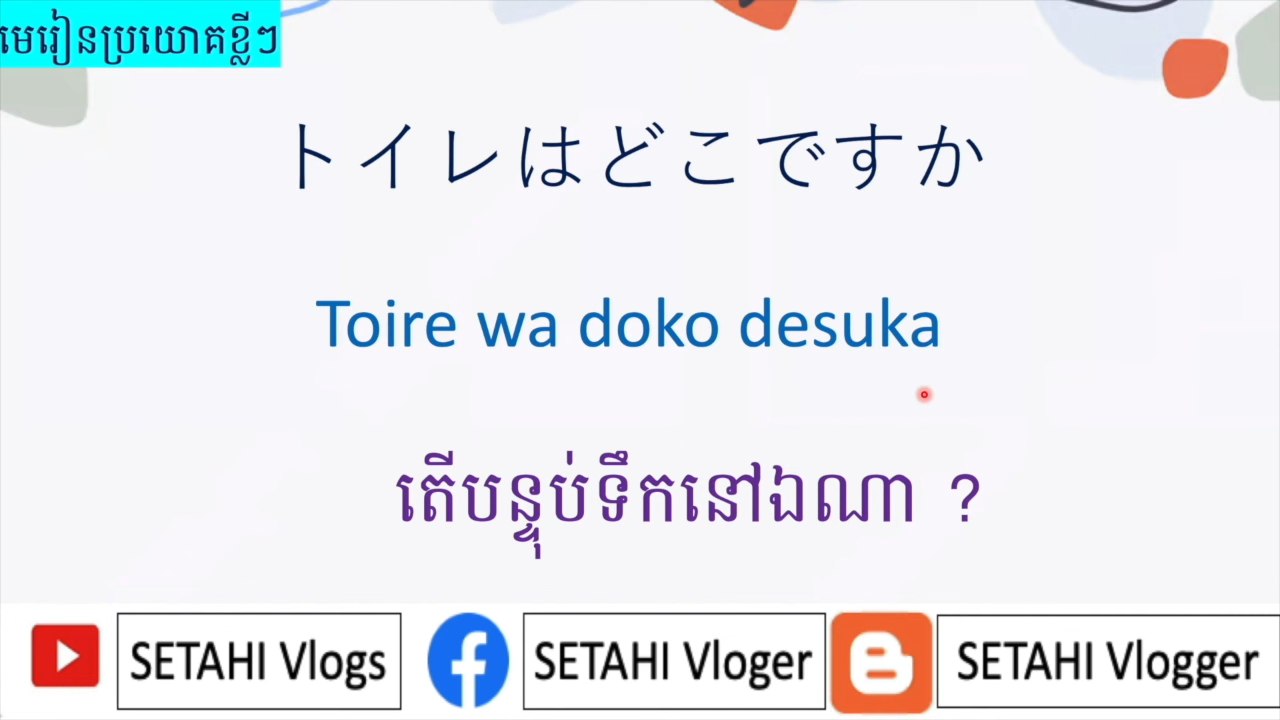 មេរៀនប្រយោគខ្លីៗ
トイレはどこですか
Toire wa doko desuka
តើបន្ទប់ទឹកនៅឯណា ?
SETAHI Vlogs
SETAHI Vloger
SETAHI Vlogger